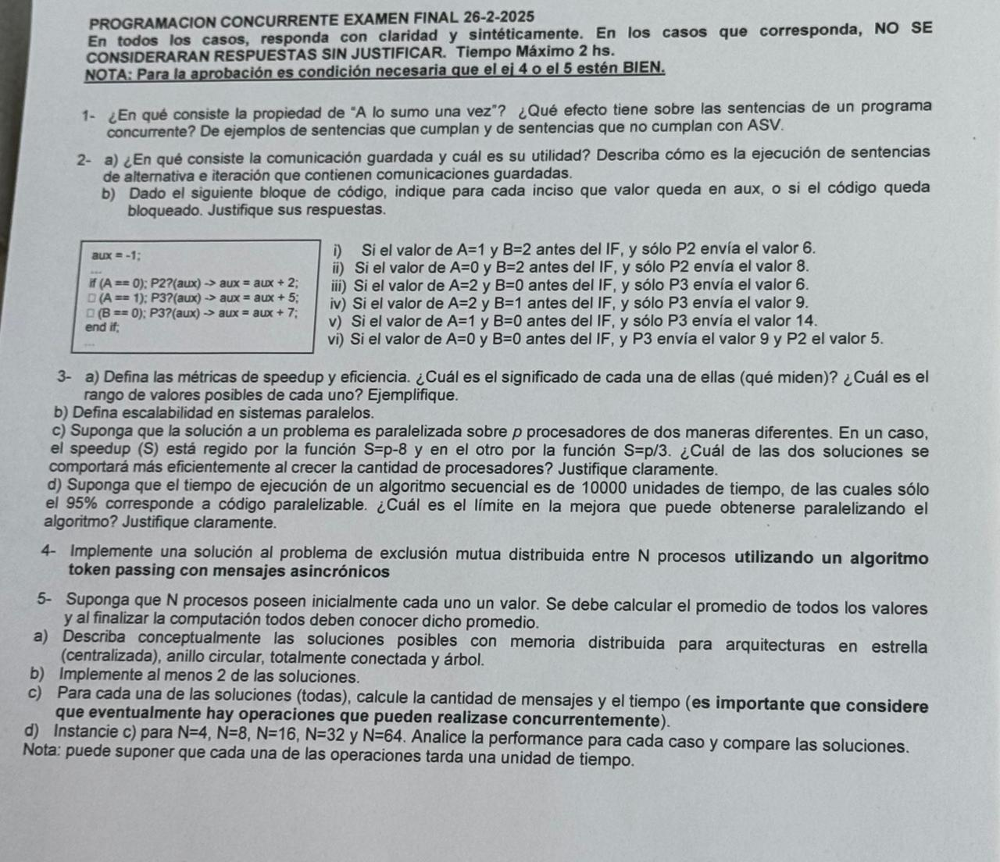 PROGRAMACION CONCURRENTE EXAMEN FINAL 26-2-2025
En todos los casos, responda con claridad y sintéticamente. En los casos que corresponda, NO SE
CONSIDERARAN RESPUESTAS SIN JUSTIFICAR. Tiempo Máximo 2 hs.
NOTA: Para la aprobación es condición necesaria que el ej 4 o el 5 estén BIEN.
1- ¿En qué consiste la propiedad de "A lo sumo una vez"? ¿Qué efecto tiene sobre las sentencias de un programa
concurrente? De ejemplos de sentencias que cumplan y de sentencias que no cumplan con ASV.
2- a) ¿En qué consiste la comunicación guardada y cuál es su utilidad? Describa cómo es la ejecución de sentencias
de alternativa e iteración que contienen comunicaciones guardadas.
b) Dado el siguiente bloque de código, indique para cada inciso que valor queda en aux, o si el código queda
bloqueado. Justifique sus respuestas.
aux = -1;
...
if (A == 0); P2?(aux) -> aux = aux + 2;
□ (A == 1); P3?(aux) -> aux = aux + 5;
□ (B == 0); P3?(aux) -> aux = aux + 7;
end if;
...
i) Si el valor de A=1 y B=2 antes del IF, y sólo P2 envía el valor 6.
ii) Si el valor de A=0 y B=2 antes del IF, y sólo P2 envía el valor 8.
iii) Si el valor de A=2 y B=0 antes del IF, y sólo P3 envía el valor 6.
iv) Si el valor de A=2 y B=1 antes del IF, y sólo P3 envía el valor 9.
v) Si el valor de A=1 y B=0 antes del IF, y sólo P3 envía el valor 14.
vi) Si el valor de A=0 y B=0 antes del IF, y P3 envía el valor 9 y P2 el valor 5.
3- a) Defina las métricas de speedup y eficiencia. ¿Cuál es el significado de cada una de ellas (qué miden)? ¿Cuál es el
rango de valores posibles de cada uno? Ejemplifique.
b) Defina escalabilidad en sistemas paralelos.
c) Suponga que la solución a un problema es paralelizada sobre p procesadores de dos maneras diferentes. En un caso,
el speedup (S) está regido por la función S=p-8 y en el otro por la función S=p/3. ¿Cuál de las dos soluciones se
comportará más eficientemente al crecer la cantidad de procesadores? Justifique claramente.
d) Suponga que el tiempo de ejecución de un algoritmo secuencial es de 10000 unidades de tiempo, de las cuales sólo
el 95% corresponde a código paralelizable. ¿Cuál es el límite en la mejora que puede obtenerse paralelizando el
algoritmo? Justifique claramente.
4- Implemente una solución al problema de exclusión mutua distribuida entre N procesos utilizando un algoritmo
token passing con mensajes asincrónicos
5- Suponga que N procesos poseen inicialmente cada uno un valor. Se debe calcular el promedio de todos los valores
y al finalizar la computación todos deben conocer dicho promedio.
a) Describa conceptualmente las soluciones posibles con memoria distribuida para arquitecturas en estrella
(centralizada), anillo circular, totalmente conectada y árbol.
b) Implemente al menos 2 de las soluciones.
c) Para cada una de las soluciones (todas), calcule la cantidad de mensajes y el tiempo (es importante que considere
que eventualmente hay operaciones que pueden realizase concurrentemente).
d) Instancie c) para N=4, N=8, N=16, N=32 y N=64. Analice la performance para cada caso y compare las soluciones.
Nota: puede suponer que cada una de las operaciones tarda una unidad de tiempo.